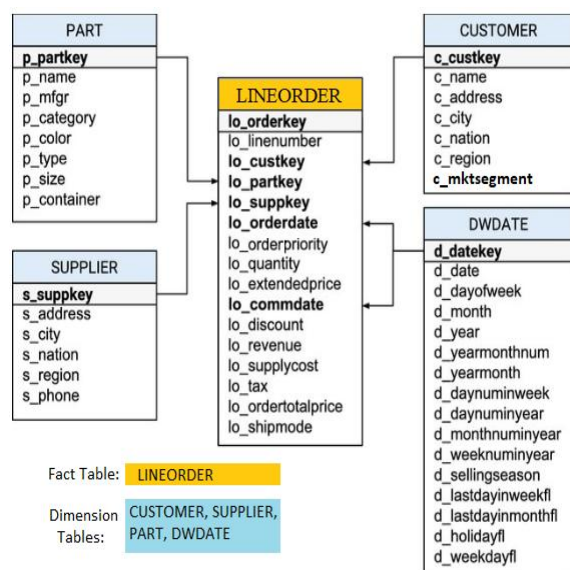 PART
p_partkey
p_name
p_mfgr
p_category
p_color
p_type
p_size
p_container
SUPPLIER
s_suppkey
s_address
s_city
s_nation
s_region
s_phone
LINEORDER
lo_orderkey
lo_linenumber
lo_custkey
lo_partkey
lo_suppkey
lo_orderdate
lo_orderpriority
lo_quantity
lo_extendedprice
lo_commdate
lo_discount
lo_revenue
lo_supplycost
lo_tax
lo_ordertotalprice
lo_shipmode
CUSTOMER
c_custkey
c_name
c_address
c_city
c_nation
c_region
c_mktsegment
DWDATE
d_datekey
d_date
d_dayofweek
d_month
d_year
d_yearmonthnum
d_yearmonth
d_daynuminweek
d_daynuminyear
d_monthnuminyear
d_weeknuminyear
d_sellingseason
d_lastdayinweekfl
d_lastdayinmonthfl
d_holidayfl
d_weekdayfl
Fact Table: LINEORDER
Dimension
Tables:
CUSTOMER, SUPPLIER,
PART, DWDATE